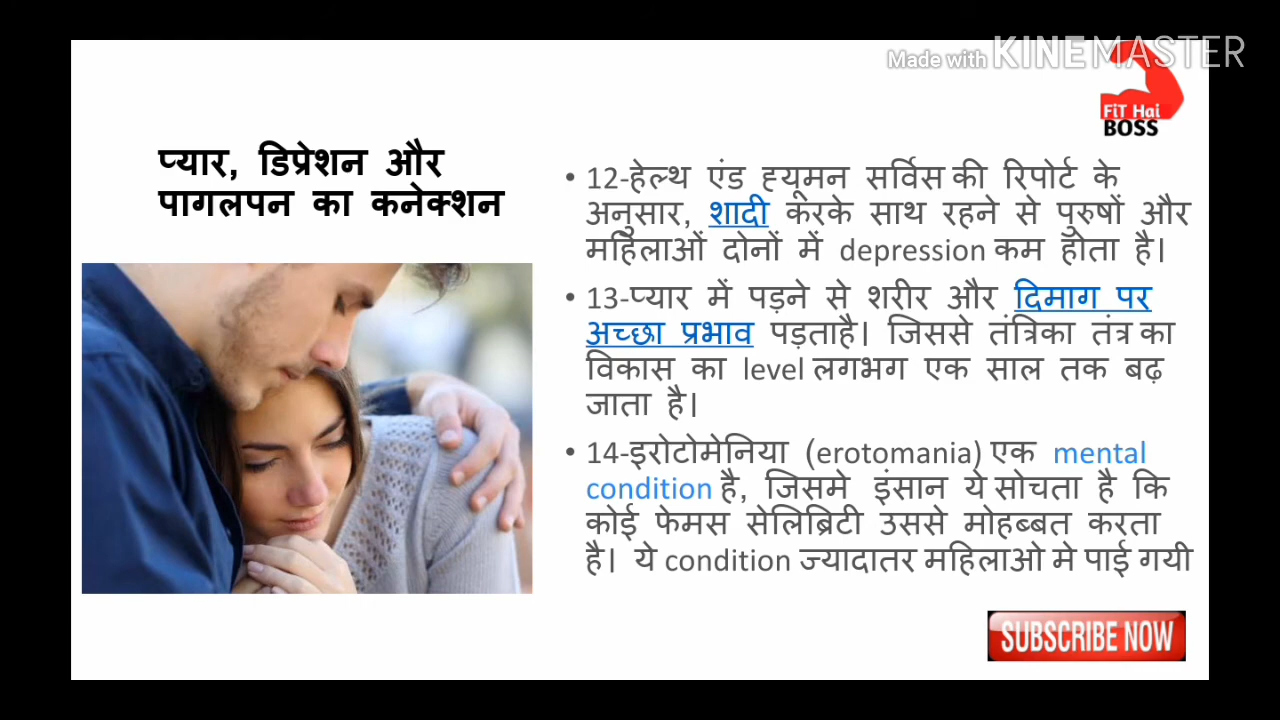 Made with KINEMASTER
FiT Hai
BOSS
प्यार, डिप्रेशन और
पागलपन का कनेक्शन
• 12-हेल्थ एंड ह्यूमन सर्विस की रिपोर्ट के
अनुसार, शादी करके साथ रहने से पुरुषों और
महिलाओं दोनों में depression कम होता है।
• 13-प्यार में पड़ने से शरीर और दिमाग पर
अच्छा प्रभाव पड़ताहै। जिससे तंत्रिका तंत्र का
विकास का level लगभग एक साल तक बढ़
जाता है।
• 14-इरोटोमेनिया (erotomania) एक mental
condition है, जिसमे इंसान ये सोचता है कि
कोई फेमस सेलिब्रिटी उससे मोहब्बत करता
है। ये condition ज्यादातर महिलाओ मे पाई गयी
SUBSCRIBE NOW